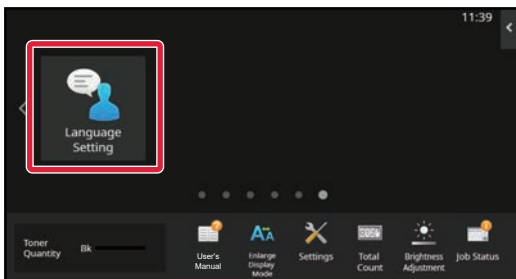 11:39
Language
Setting
Toner
Quantity
Bk
User's
Manual
Enlarge
Display
Mode
Settings
Total
Count
Brightness
Adjustment
Job Status